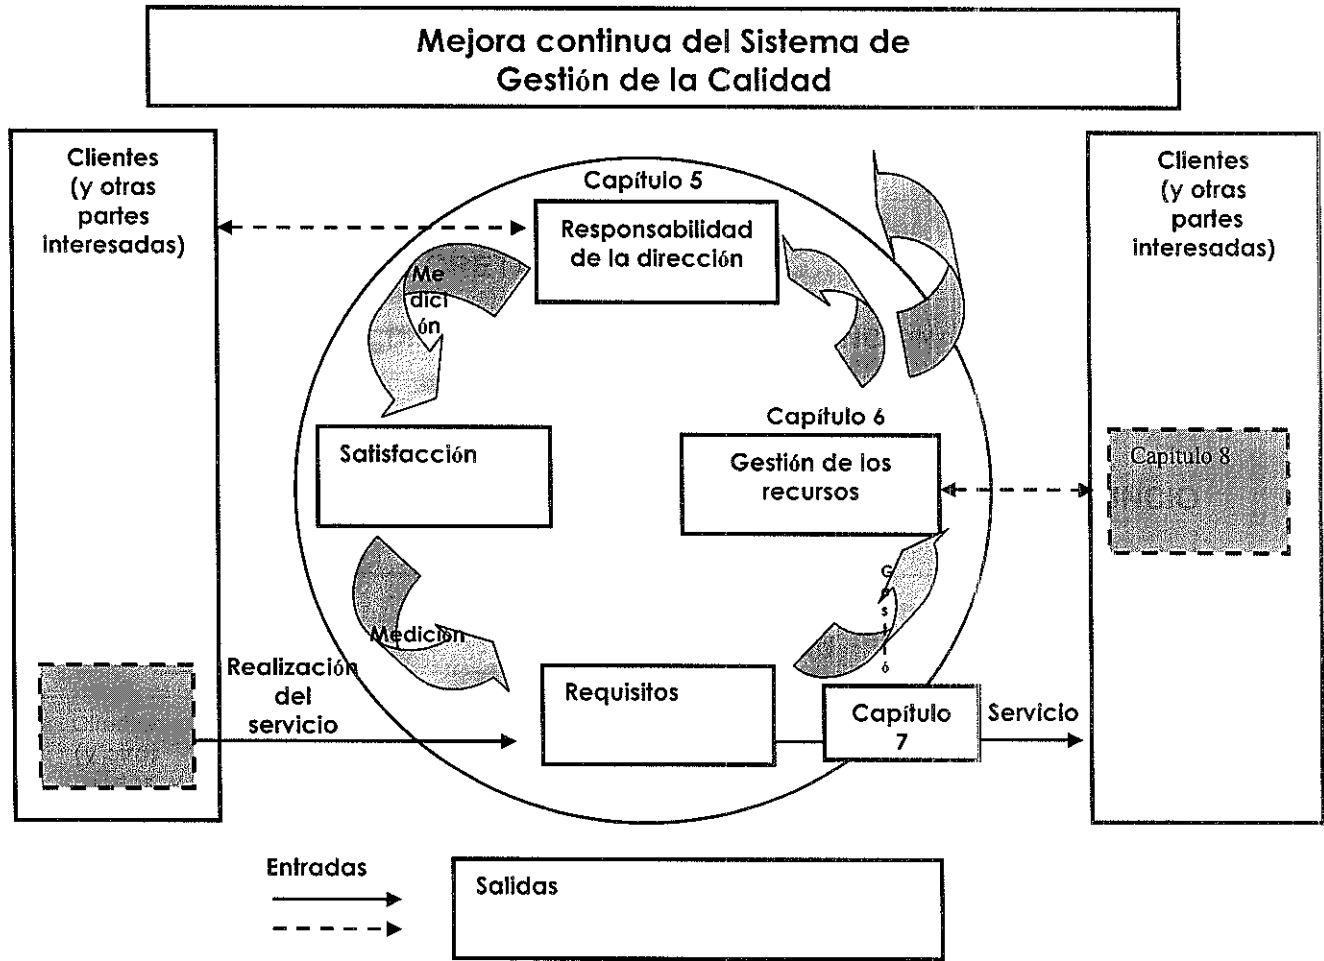 Mejora continua del Sistema de
Gestión de la Calidad
Clientes
(y otras
partes
interesadas)
Capítulo 5
Responsabilidad
de la dirección
Clientes
(y otras
partes
interesadas)
Me
dici
ón
Capítulo 6
Satisfacción
Gestión de los
recursos
Capítulo 8
Medición
G
e
s
t
i
ó
Realización
del
servicio
Requisitos
Capítulo
7
Servicio
(y otras
Entradas
Salidas